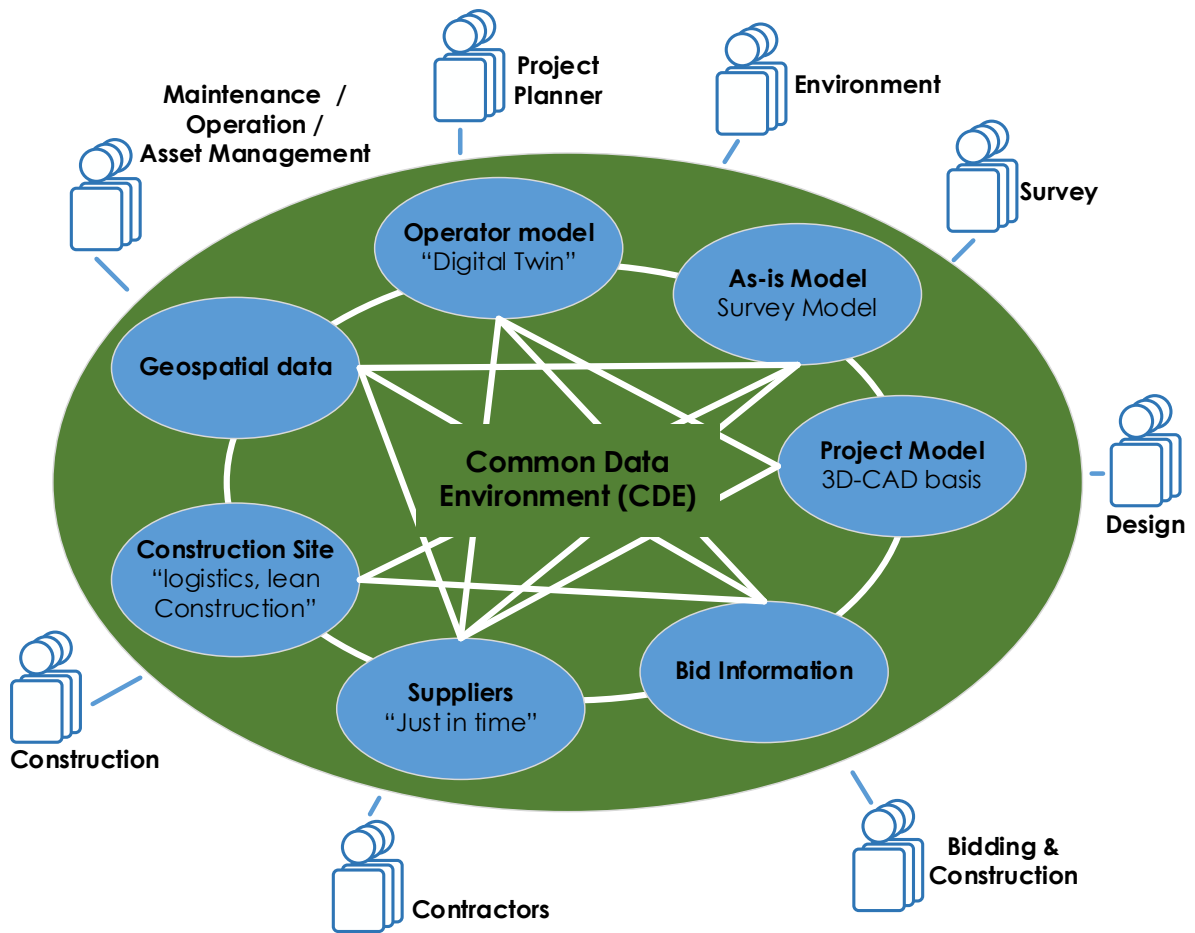 Project
Planner
Environment
Maintenance /
Operation /
Asset Management
Survey
Operator model
“Digital Twin”
As-is Model
Survey Model
Geospatial data
Project Model
3D-CAD basis
Common Data
Environment (CDE)
Design
Construction Site
“logistics, lean
Construction”
Bid Information
Suppliers
“Just in time”
Construction
Bidding &
Construction
Contractors